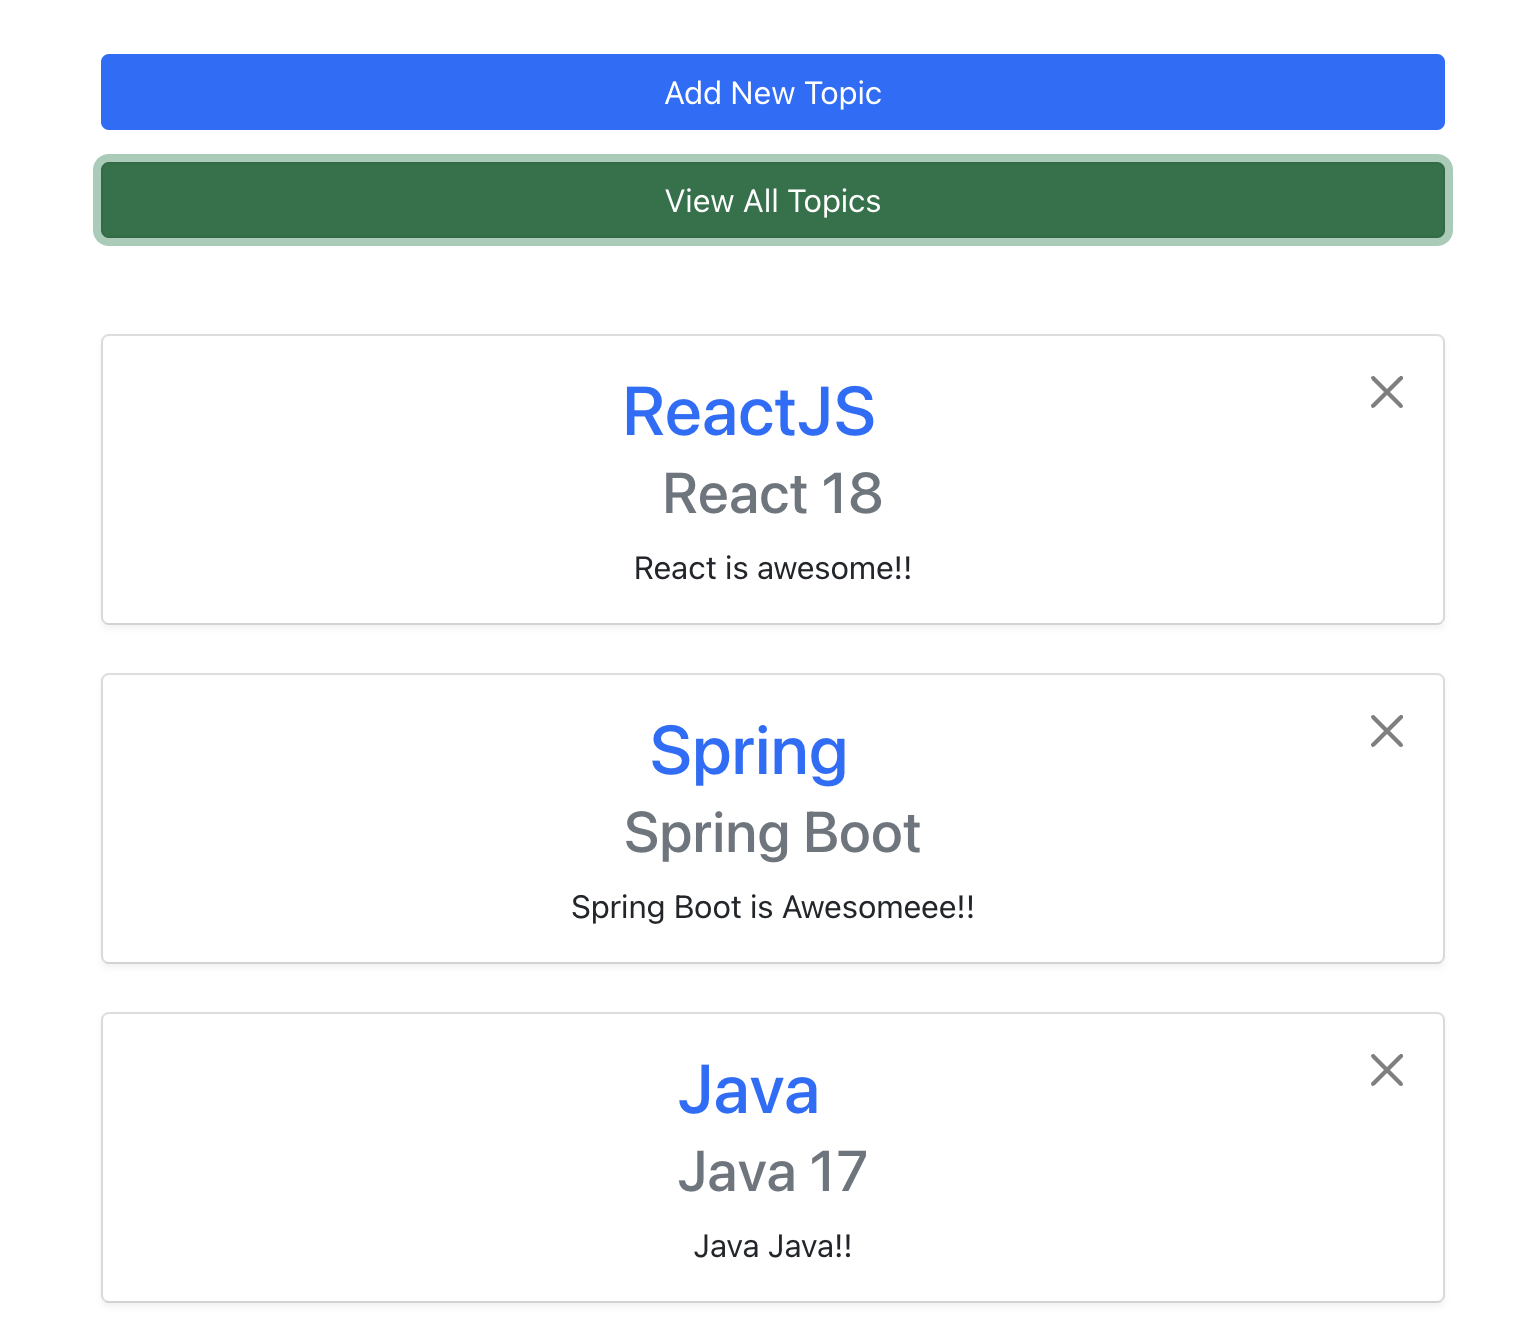 Add New Topic
View All Topics
ReactJS
React 18
React is awesome!!
Spring
Spring Boot
Spring Boot is Awesomeee!!
Java
Java 17
Java Java!!